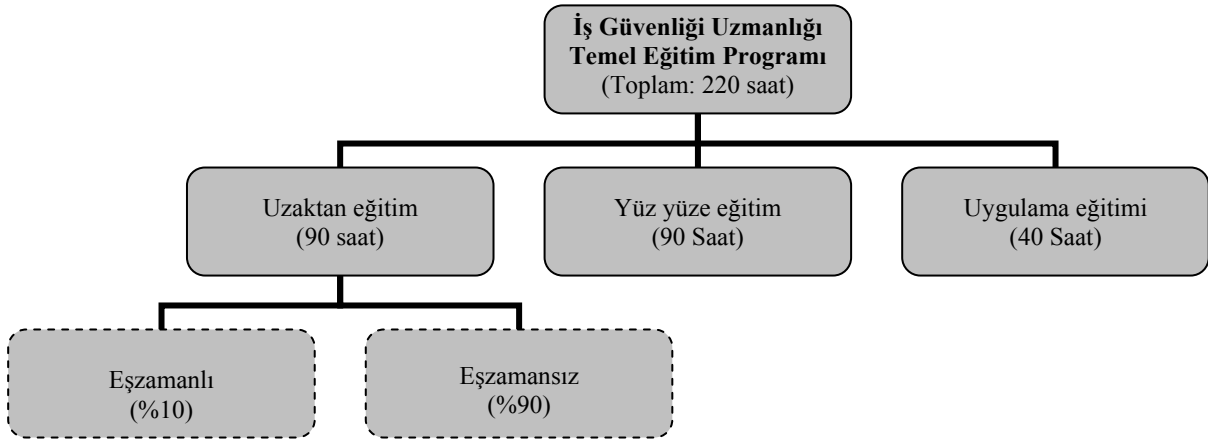 İş Güvenliği Uzmanlığı
Temel Eğitim Programı
(Toplam: 220 saat)
Uzaktan eğitim
(90 saat)
Yüz yüze eğitim
(90 Saat)
Uygulama eğitimi
(40 Saat)
Eşzamanlı
(%10)
Eşzamansız
(%90)